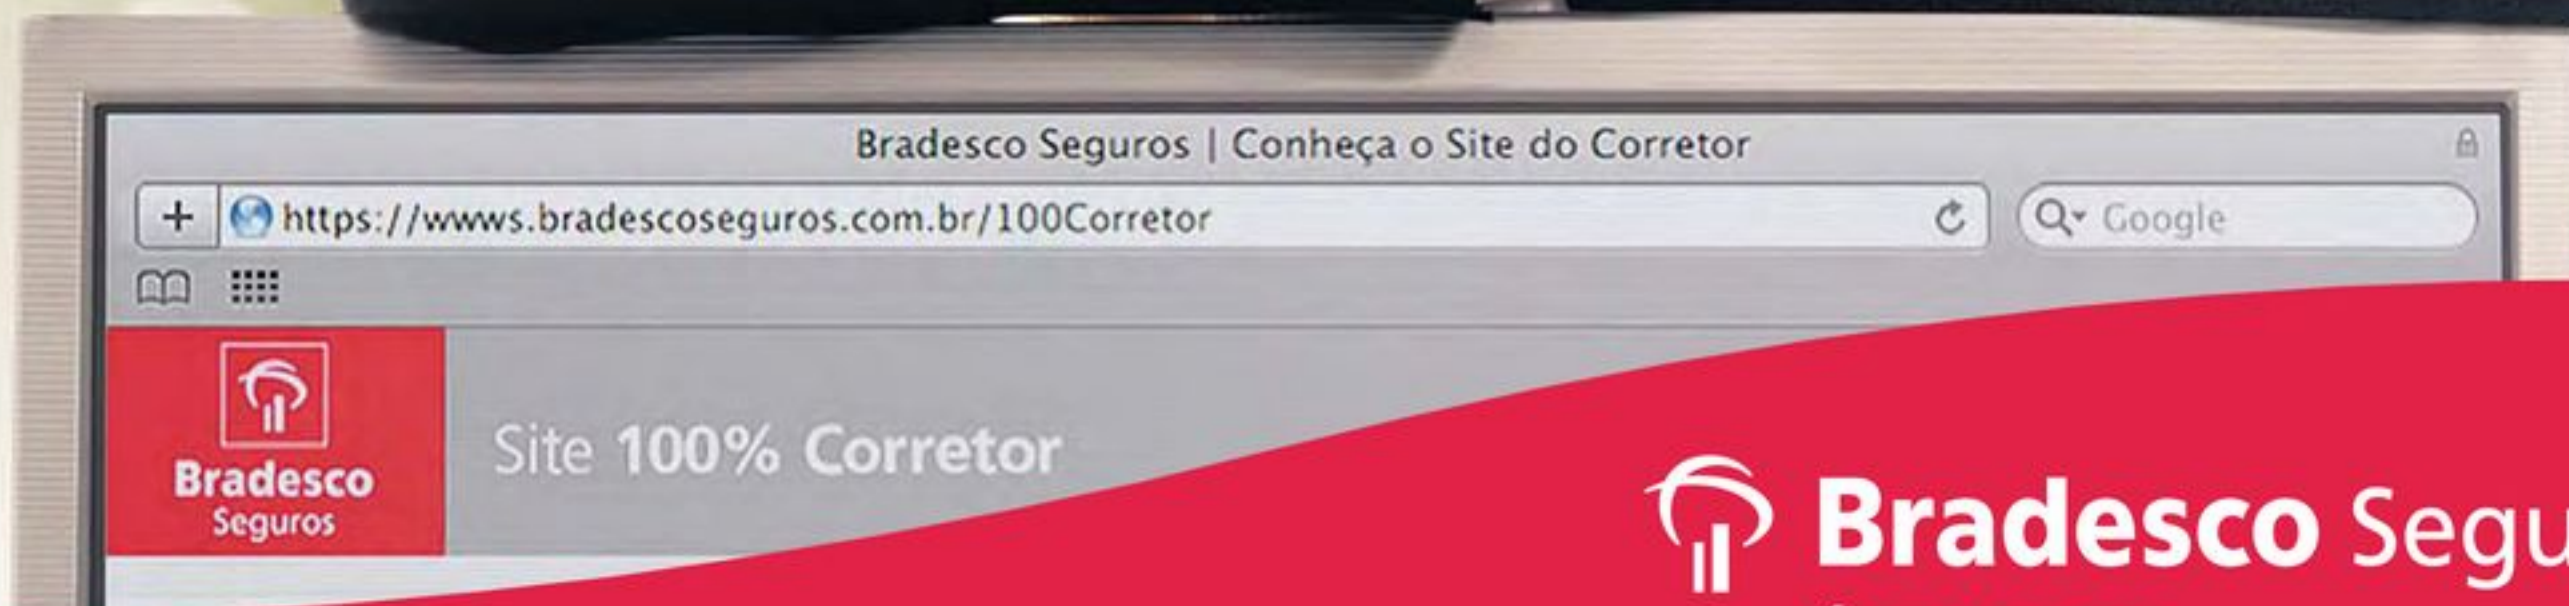 Bradesco Seguros | Conheça o Site do Corretor
+ https://wwws.bradescoseguros.com.br/100Corretor
Google
Bradesco
Seguros
Site 100% Corretor
Bradesco Segu